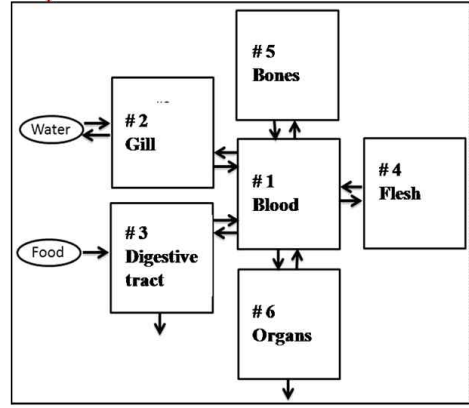 # 5
Bones
Water
# 2
Gill
# 1
Blood
# 4
Flesh
Food
# 3
Digestive
tract
# 6
Organs